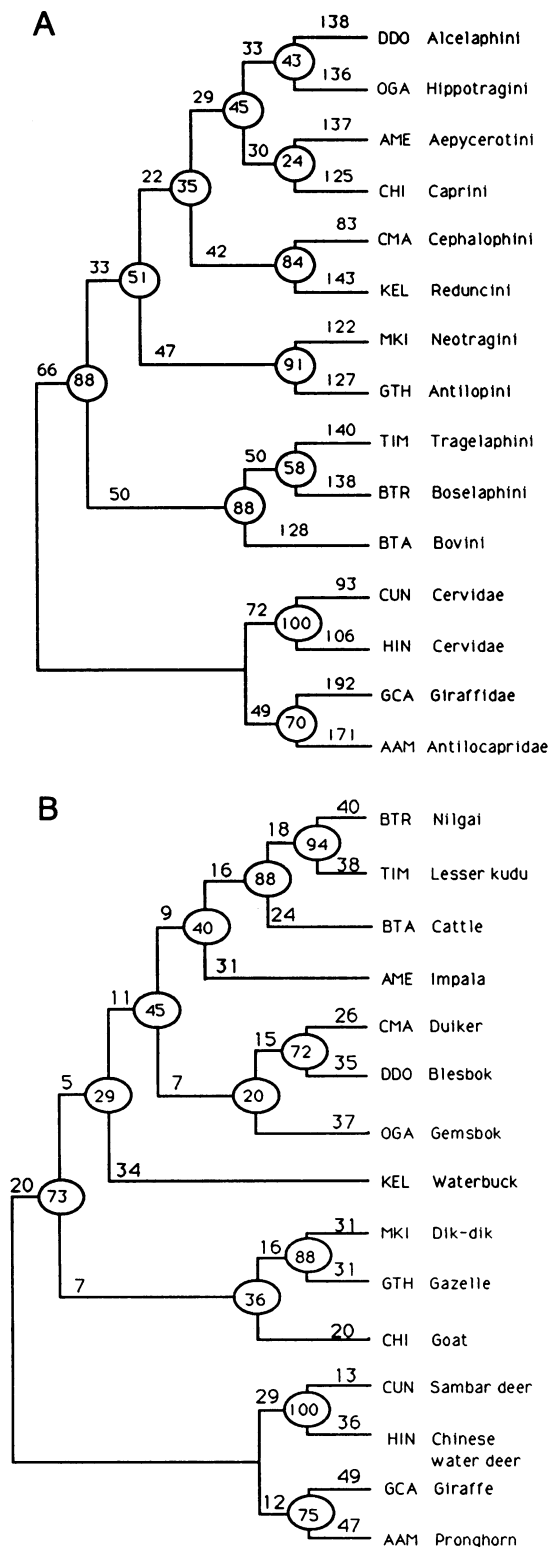 A
138
DDO Alcelaphini
33
43
136
OGA Hippotragini
29
45
137
AME Aepycerotini
30
24
125
CHI Caprini
22
35
83
CMA Cephalophini
42
84
143
KEL Reduncini
33
51
122
MKI Neotragini
47
91
127
GTH Antilopini
66
88
140
TIM Tragelaphini
50
58
138
BTR Boselaphini
50
88
128
BTA Bovini
93
CUN Cervidae
72
100
106
HIN Cervidae
192
GCA Giraffidae
49
70
171
AAM Antilocapridae
B
40
BTR Nilgai
18
94
38
TIM Lesser kudu
16
88
24
BTA Cattle
9
40
31
AME Impala
11
45
26
CMA Duiker
15
72
35
DDO Blesbok
7
20
37
OGA Gemsbok
5
29
34
KEL Waterbuck
20
73
31
MKI Dik-dik
16
88
31
GTH Gazelle
7
36
20
CHI Goat
13
CUN Sambar deer
29
100
36
HIN Chinese
water deer
49
GCA Giraffe
12
75
47
AAM Pronghorn